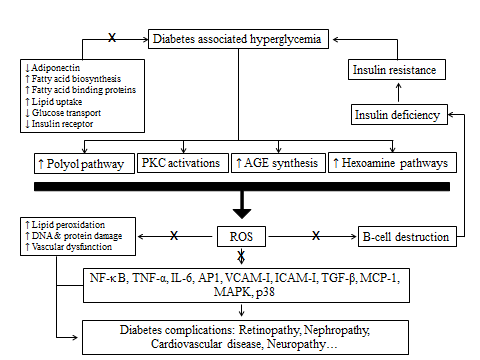 X
Diabetes associated hyperglycemia
↓ Adiponectin
↑ Fatty acid biosynthesis
↑ Fatty acid binding proteins
↑ Lipid uptake
↓ Glucose transport
↓ Insulin receptor
Insulin resistance
Insulin deficiency
↑ Polyol pathway
PKC activations
↑ AGE synthesis
↑ Hexoamine pathways
↑ Lipid peroxidation
↑ DNA & protein damage
↑ Vascular dysfunction
X
ROS
X
B-cell destruction
X
NF-κB, TNF-α, IL-6, AP1, VCAM-I, ICAM-I, TGF-β, MCP-1,
MAPK, p38
Diabetes complications: Retinopathy, Nephropathy,
Cardiovascular disease, Neuropathy…